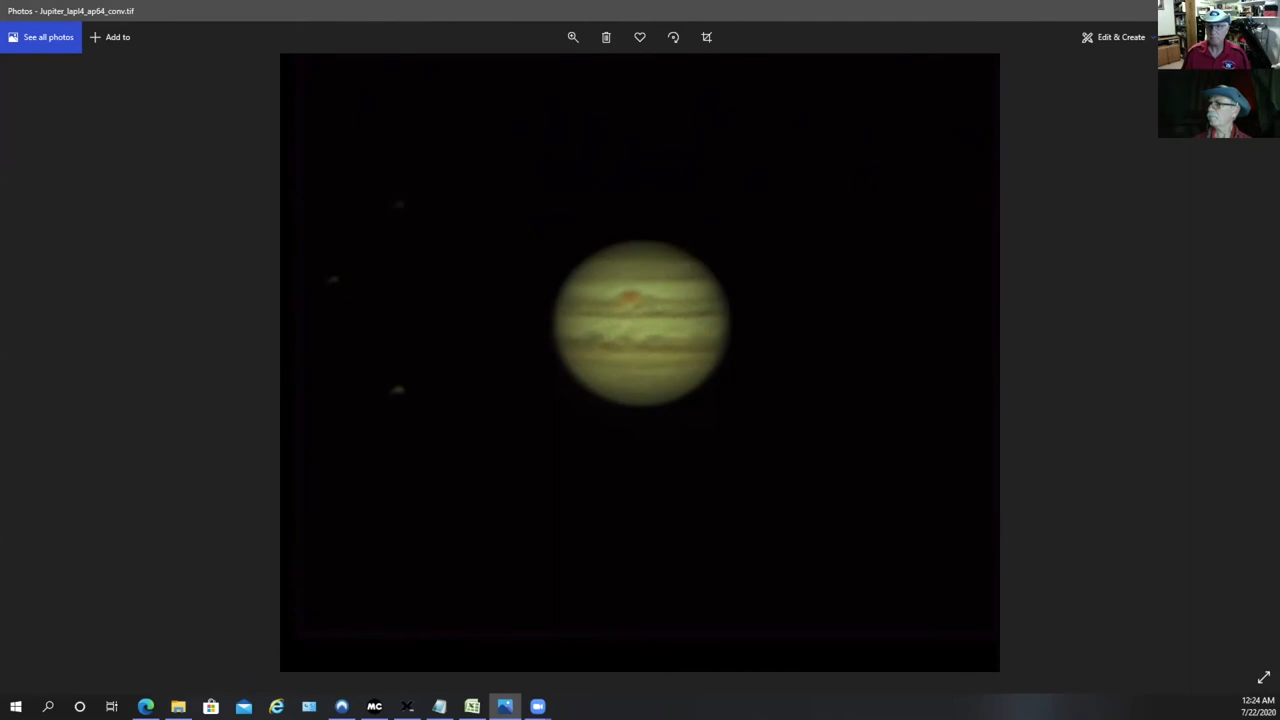 Photos - Jupiter_lapl4_ap64_conv.tif
See all photos
Add to
Edit & Create
MC
12:24 AM
7/22/2020